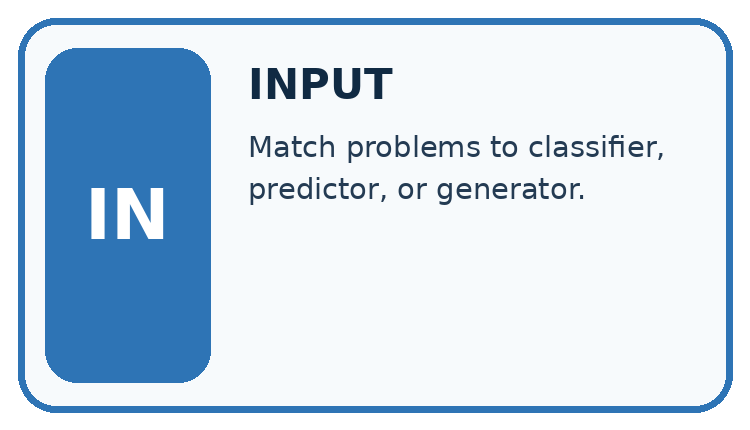 IN
INPUT
Match problems to classifier,
predictor, or generator.